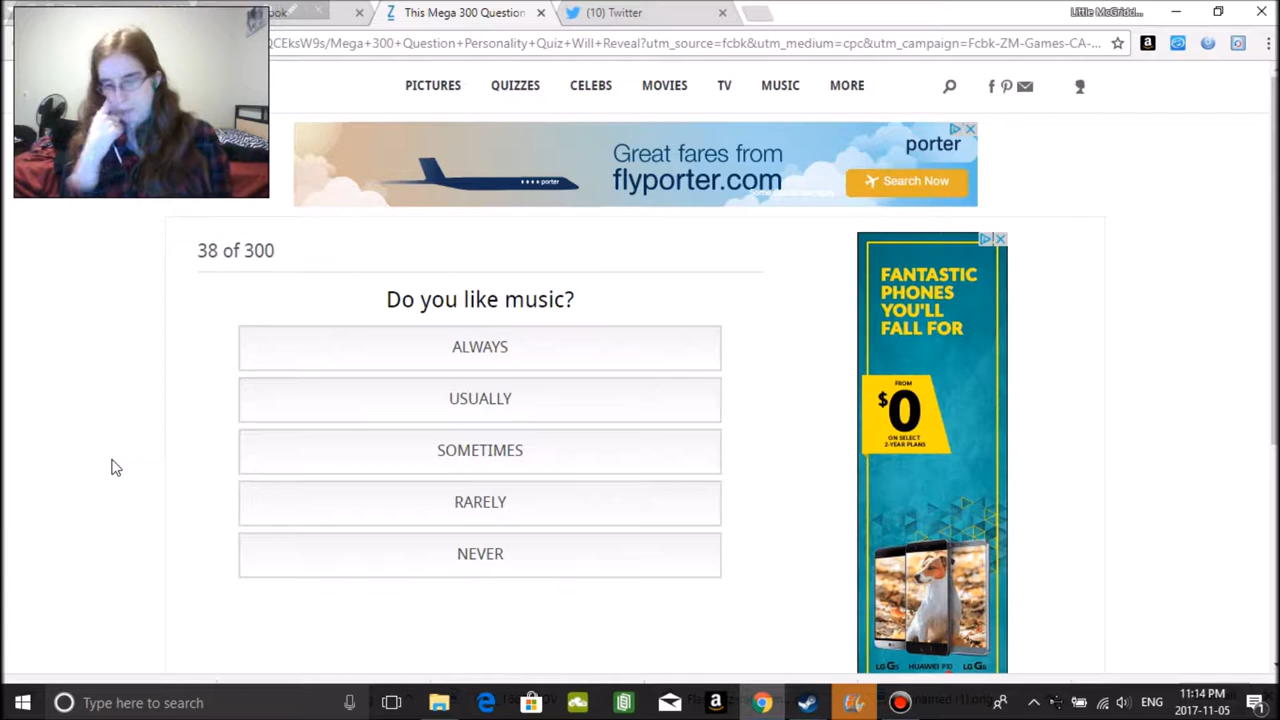 ook
This Mega 300 Question
(10) Twitter
Little McGridd...
QCEksW9s/Mega+300+Question+Personality+Quiz+Will+Reveal?utm_source=fcbk&utm_medium=cpc&utm_campaign=Fcbk-ZM-Games-CA-...
PICTURES QUIZZES CELEBS MOVIES TV MUSIC MORE
Great fares from
flyporter.com
porter
Search Now
38 of 300
Do you like music?
ALWAYS
USUALLY
SOMETIMES
RARELY
NEVER
FANTASTIC
PHONES
YOU'LL
FALL FOR
FROM
$0
ON SELECT
2-YEAR PLANS
LG G5 HUAWEI P10 LG G6
Type here to search
ENG
11:14 PM
2017-11-05